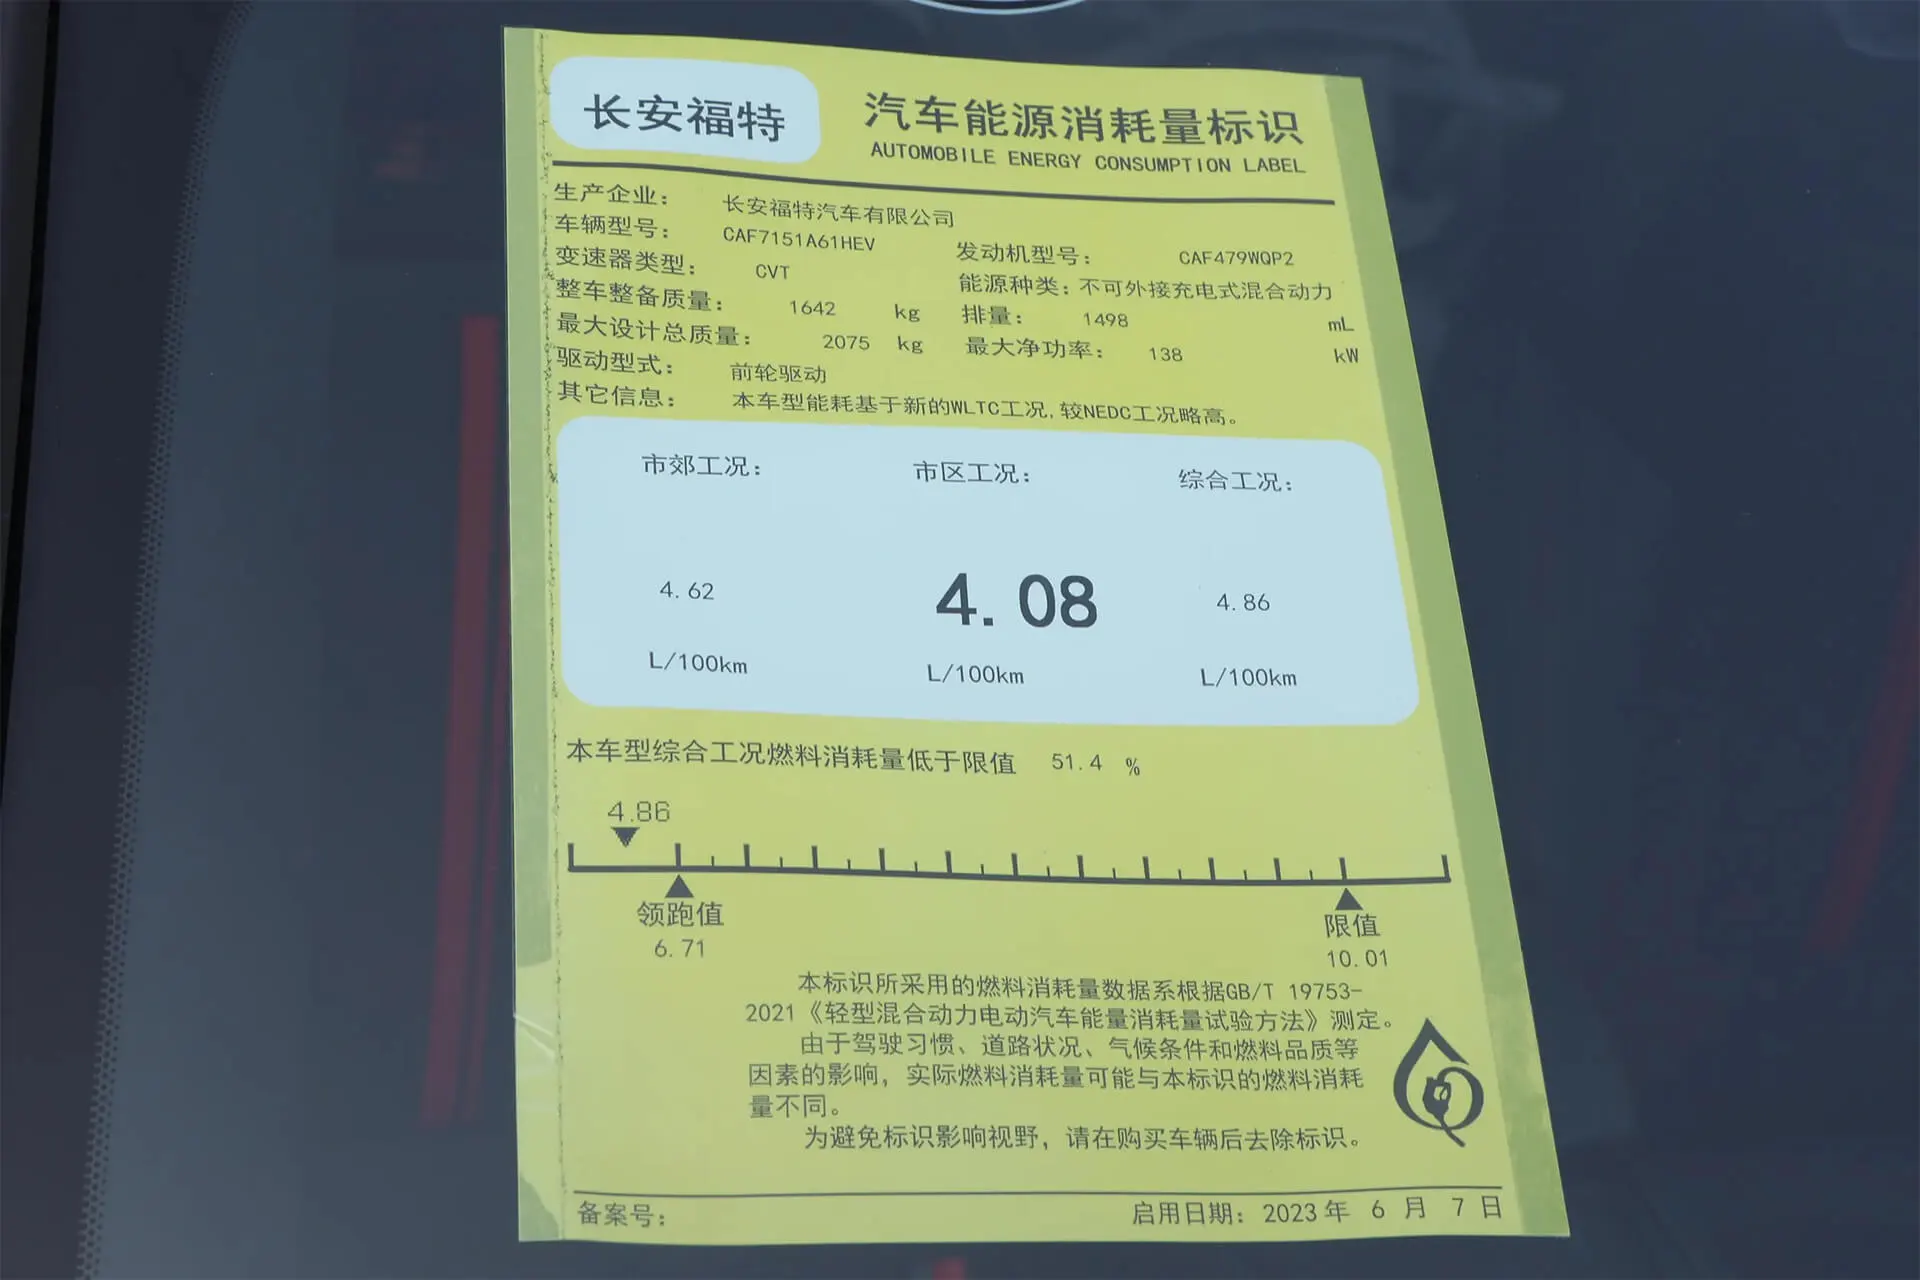 长安福特
汽车能源消耗量标识
AUTOMOBILE ENERGY CONSUMPTION LABEL
生产企业： 长安福特汽车有限公司
车辆型号： CAF7151A61HEV 发动机型号： CAF479WQP2
变速器类型： CVT 能源种类：不可外接充电式混合动力
整车整备质量： 1642 kg 排量： 1498 mL
最大设计总质量： 2075 kg 最大净功率： 138 kW
驱动型式： 前轮驱动
其它信息： 本车型能耗基于新的WLTC工况,较NEDC工况略高。
市郊工况： 市区工况： 综合工况：
4.62 4.08 4.86
L/100km L/100km L/100km
本车型综合工况燃料消耗量低于限值 51.4 %
4.86
领跑值 限值
6.71 10.01
本标识所采用的燃料消耗量数据系根据GB/T 19753-
2021《轻型混合动力电动汽车能量消耗量试验方法》测定。
由于驾驶习惯、道路状况、气候条件和燃料品质等
因素的影响，实际燃料消耗量可能与本标识的燃料消耗
量不同。
为避免标识影响视野，请在购买车辆后去除标识。
备案号： 启用日期：2023年 6 月 7 日